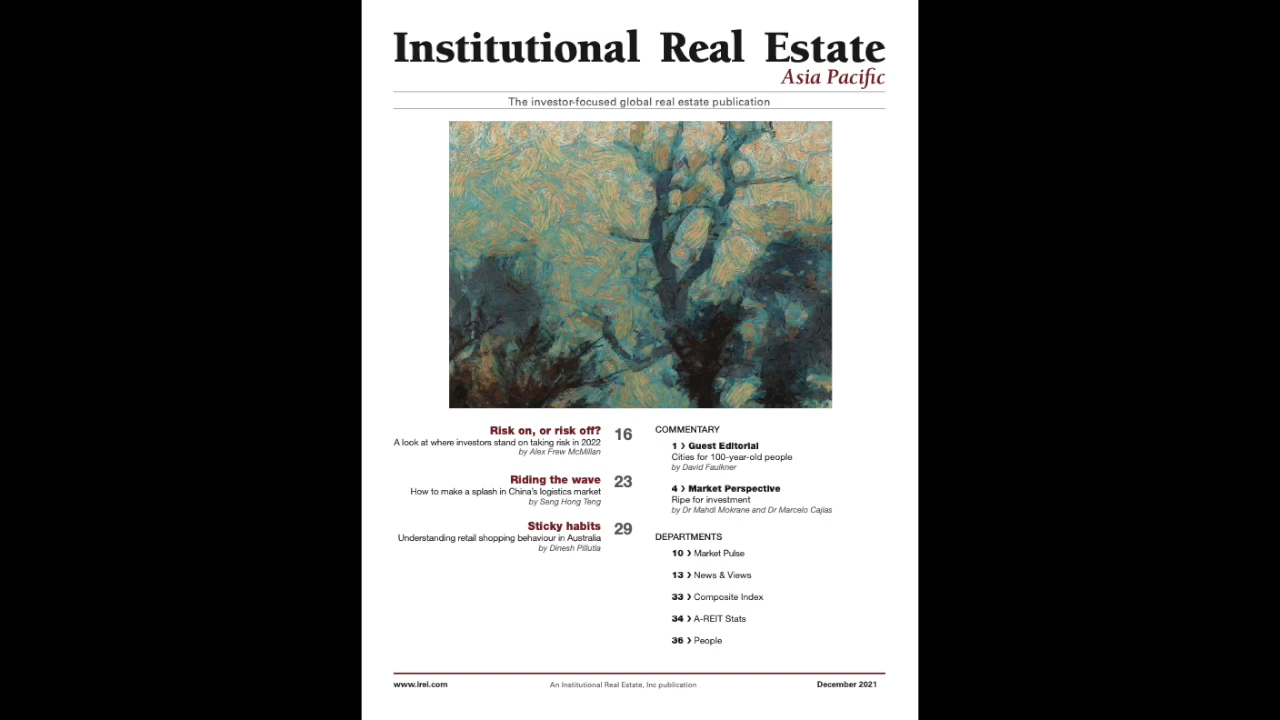 Institutional Real Estate
Asia Pacific
The investor-focused global real estate publication
Risk on, or risk off? 16
A look at where investors stand on taking risk in 2022
by Alex Frew McMillan
Riding the wave 23
How to make a splash in China's logistics market
by Seng Hong Teng
Sticky habits 29
Understanding retail shopping behaviour in Australia
by Dinesh Pillutla
COMMENTARY
1 › Guest Editorial
Cities for 100-year-old people
by David Faulkner
4 › Market Perspective
Ripe for investment
by Dr Mahdi Mokrane and Dr Marcelo Cajias
DEPARTMENTS
10 › Market Pulse
13 › News & Views
33 › Composite Index
34 › A-REIT Stats
36 › People
www.irei.com An Institutional Real Estate, Inc publication December 2021